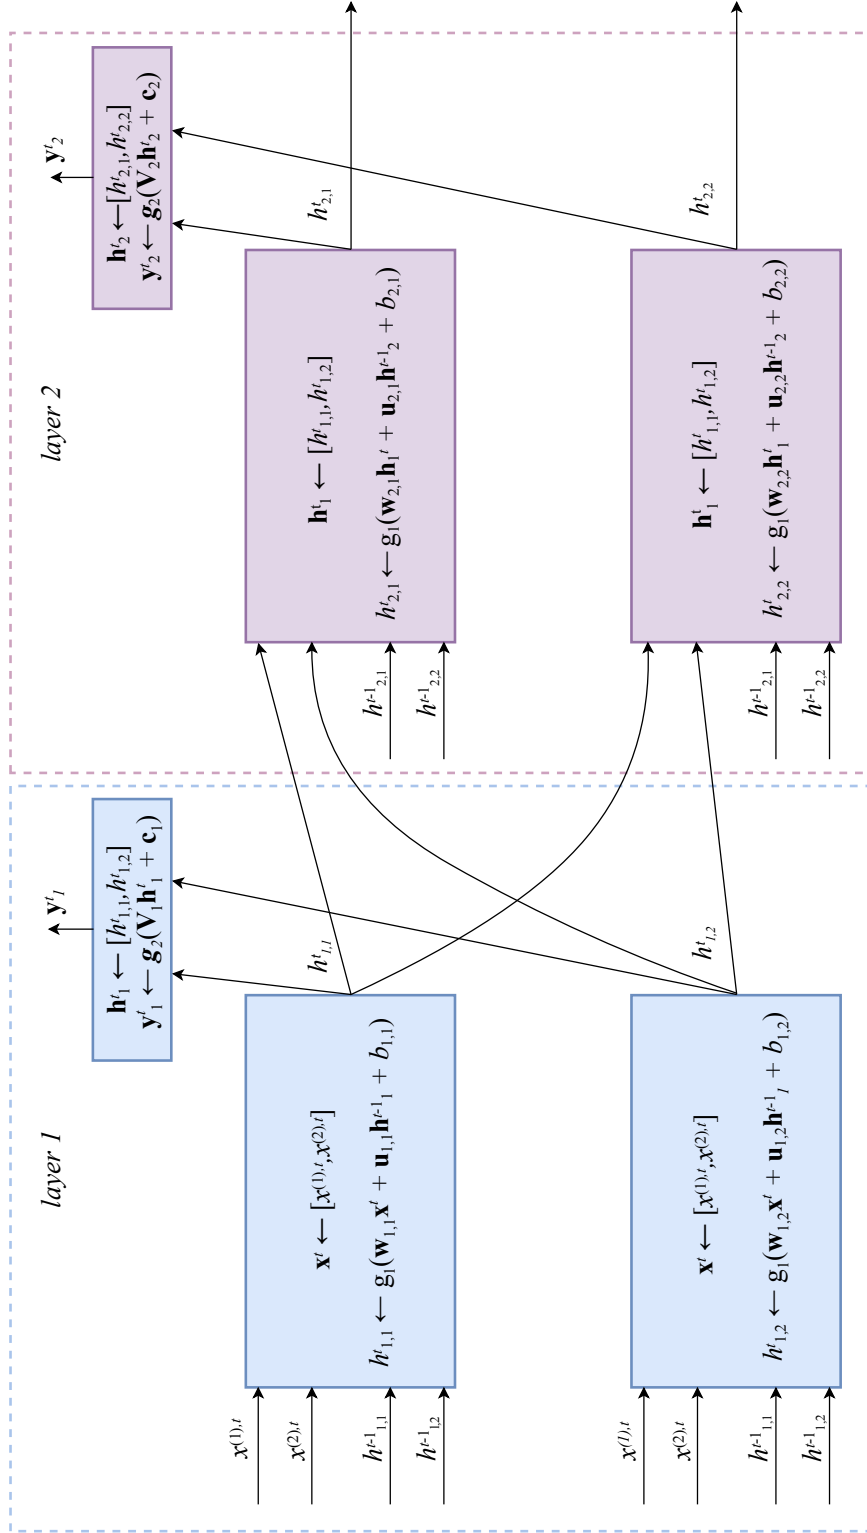 layer 1
y^t_1
h^t_1 ← [h^t_{1,1}, h^t_{1,2}]
y^t_1 ← g_2(V_1h^t_1 + c_1)
x^{(1),t}
x^{(2),t}
h^{t-1}_{1,1}
h^{t-1}_{1,2}
x^t ← [x^{(1),t}, x^{(2),t}]
h^t_{1,1} ← g_1(w_{1,1}x^t + u_{1,1}h^{t-1}_1 + b_{1,1})
h^t_{1,1}
x^{(1),t}
x^{(2),t}
h^{t-1}_{1,1}
h^{t-1}_{1,2}
x^t ← [x^{(1),t}, x^{(2),t}]
h^t_{1,2} ← g_1(w_{1,2}x^t + u_{1,2}h^{t-1}_1 + b_{1,2})
h^t_{1,2}
layer 2
y^t_2
h^t_2 ← [h^t_{2,1}, h^t_{2,2}]
y^t_2 ← g_2(V_2h^t_2 + c_2)
h^{t-1}_{2,1}
h^{t-1}_{2,2}
h^t_1 ← [h^t_{1,1}, h^t_{1,2}]
h^t_{2,1} ← g_1(w_{2,1}h_1^t + u_{2,1}h^{t-1}_2 + b_{2,1})
h^t_{2,1}
h^{t-1}_{2,1}
h^{t-1}_{2,2}
h^t_1 ← [h^t_{1,1}, h^t_{1,2}]
h^t_{2,2} ← g_1(w_{2,2}h^t_1 + u_{2,2}h^{t-1}_2 + b_{2,2})
h^t_{2,2}